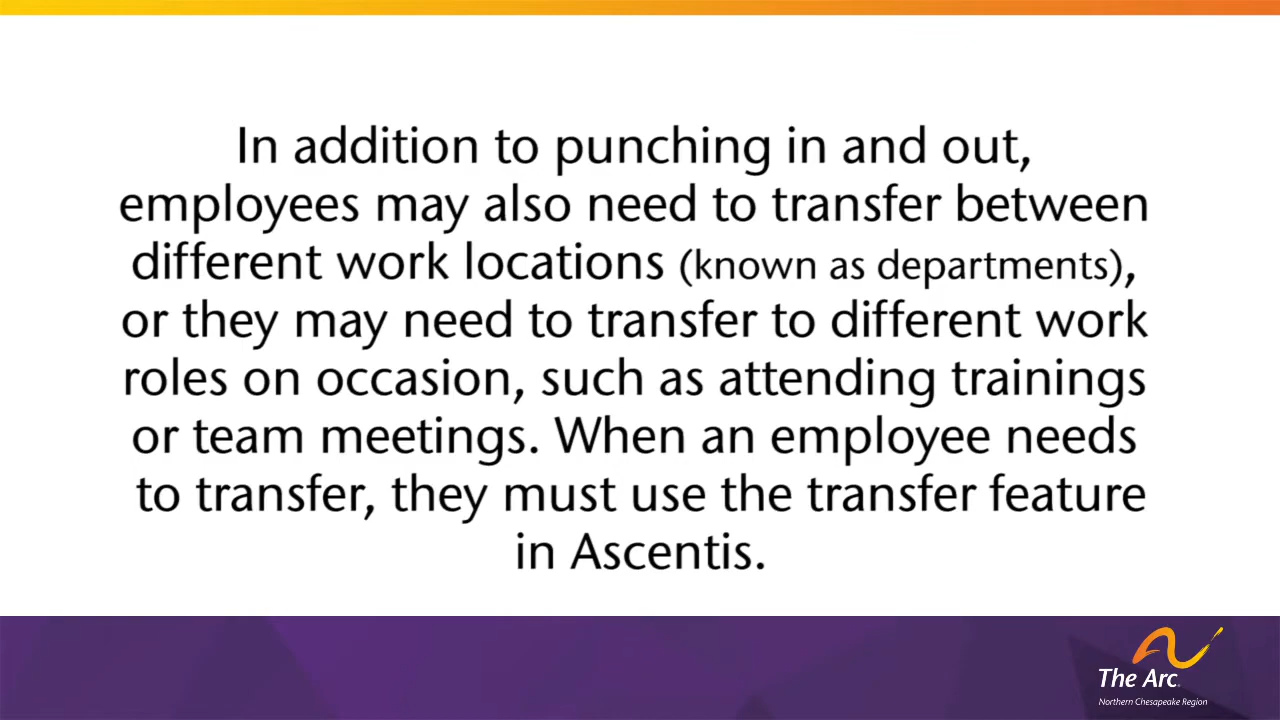 In addition to punching in and out,
employees may also need to transfer between
different work locations (known as departments),
or they may need to transfer to different work
roles on occasion, such as attending trainings
or team meetings. When an employee needs
to transfer, they must use the transfer feature
in Ascentis.
The Arc
Northern Chesapeake Region